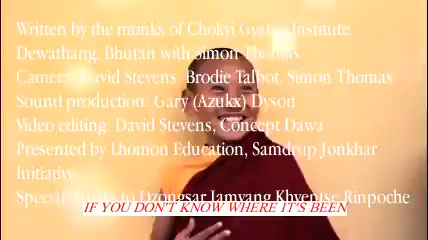 Written by the monks of Chokyi Gyatso Institute
Dewathang, Bhutan with Simon Thomas
Camera: David Stevens Brodie Talbot, Simon Thomas
Sound production: Gary (Azukx) Dyson
Video editing: David Stevens, Concept Dawa
Presented by Lhomon Education, Samdrup Jonkhar
Initiative
Special thanks to Dzongsar Jamyang Khyentse Rinpoche
IF YOU DON'T KNOW WHERE IT'S BEEN